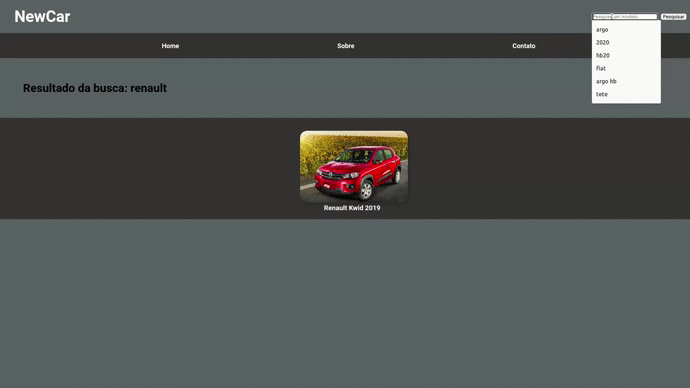 NewCar
Pesquise um modelo
Pesquisar
argo
2020
hb20
fiat
argo hb
tete
Home
Sobre
Contato
Resultado da busca: renault
Renault Kwid 2019